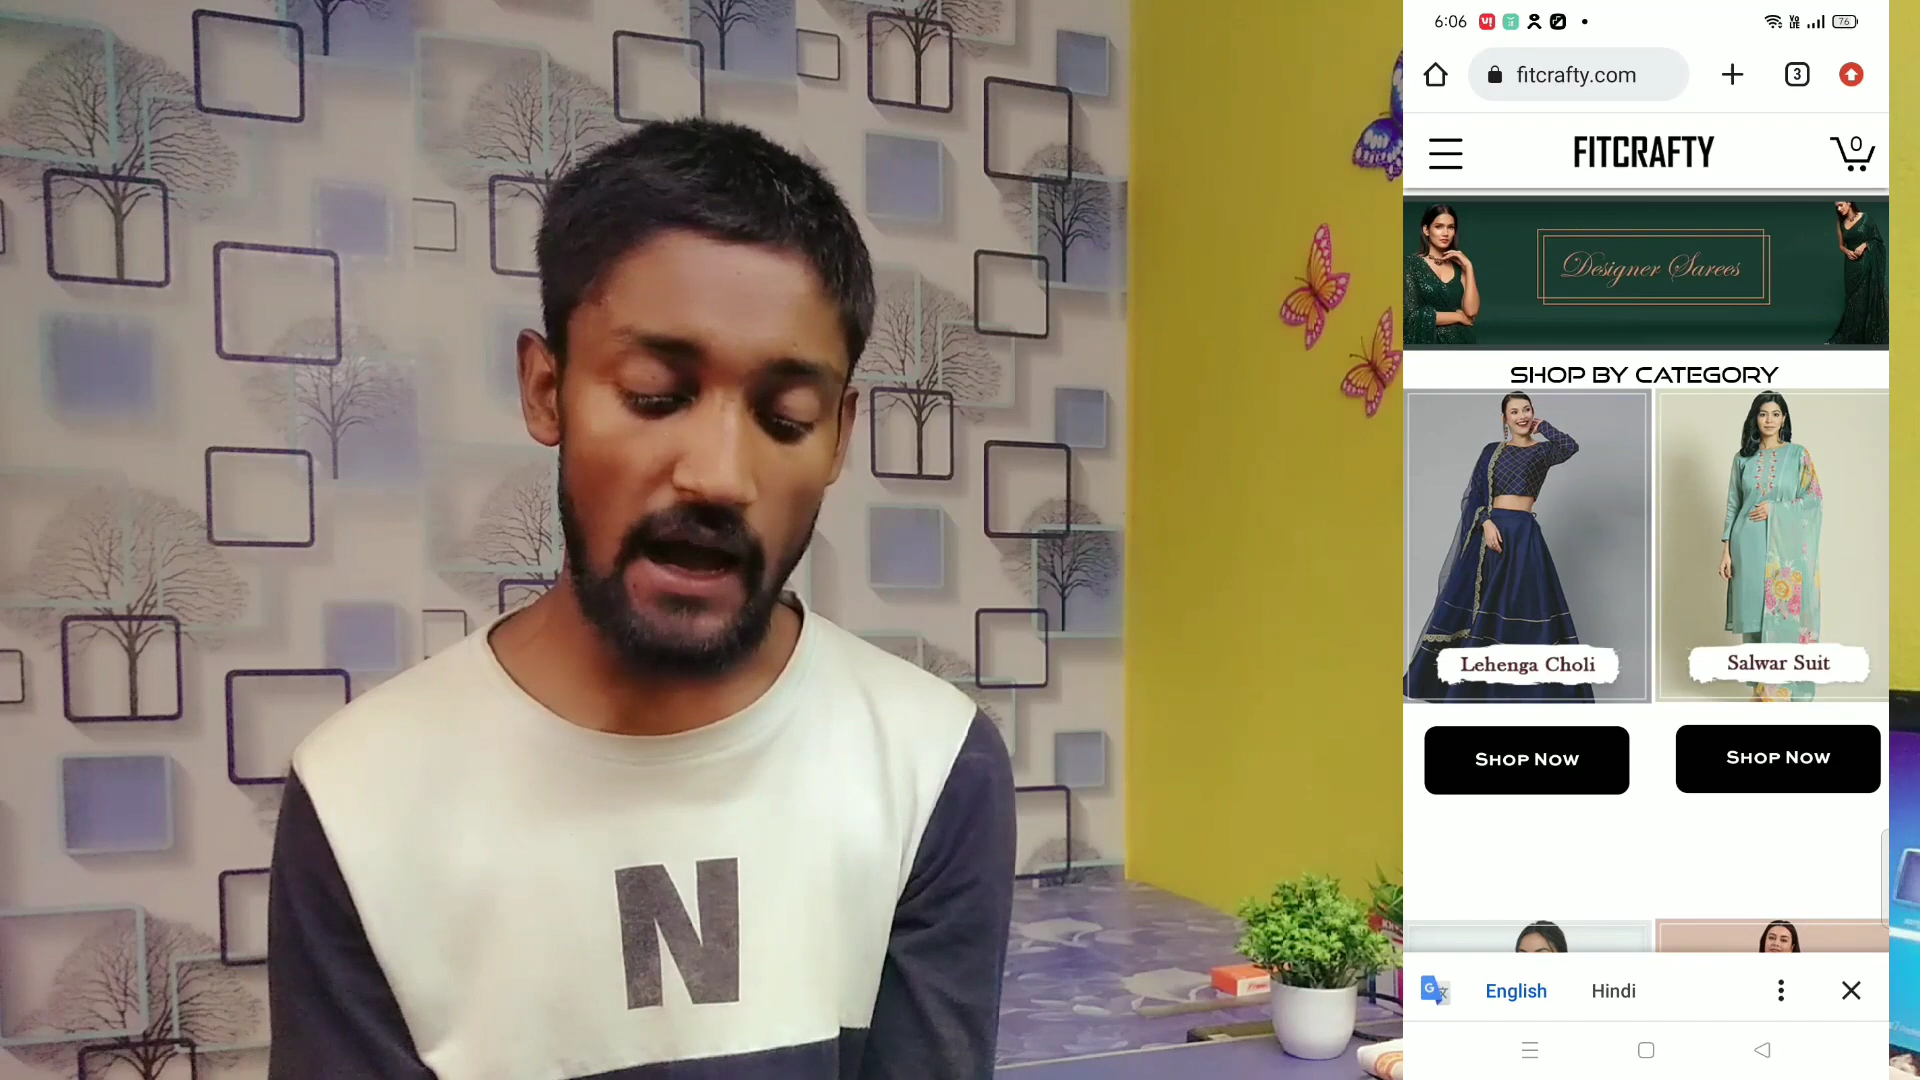 6:06
76
fitcrafty.com
3
FITCRAFTY
0
Designer Sarees
SHOP BY CATEGORY
Lehenga Choli
Salwar Suit
SHOP NOW
SHOP NOW
English
Hindi
N